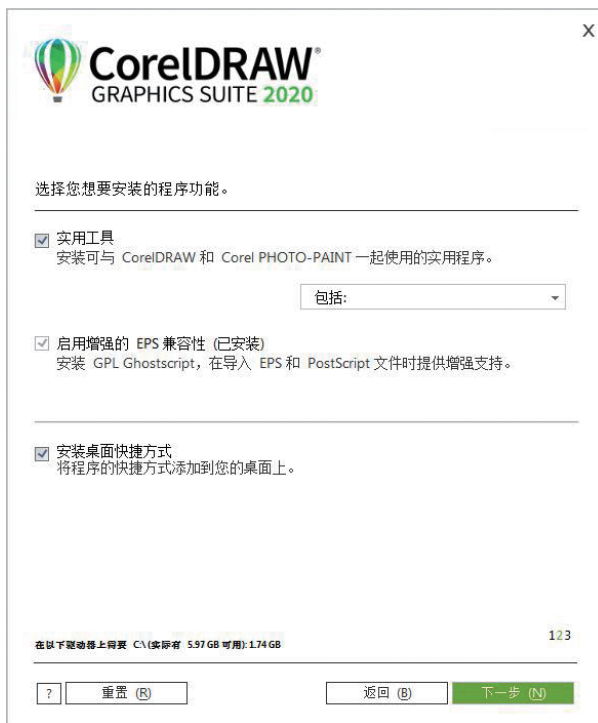 X
CorelDRAW®
GRAPHICS SUITE 2020
选择您想要安装的程序功能。
实用工具
安装可与 CorelDRAW 和 Corel PHOTO-PAINT 一起使用的实用程序。
包括:
启用增强的 EPS 兼容性 (已安装)
安装 GPL Ghostscript，在导入 EPS 和 PostScript 文件时提供增强支持。
安装桌面快捷方式
将程序的快捷方式添加到您的桌面上。
123
在以下驱动器上需要 C:\ (实际有 5.97 GB 可用): 1.74 GB
? 重置 (R) 返回 (B) 下一步 (N)